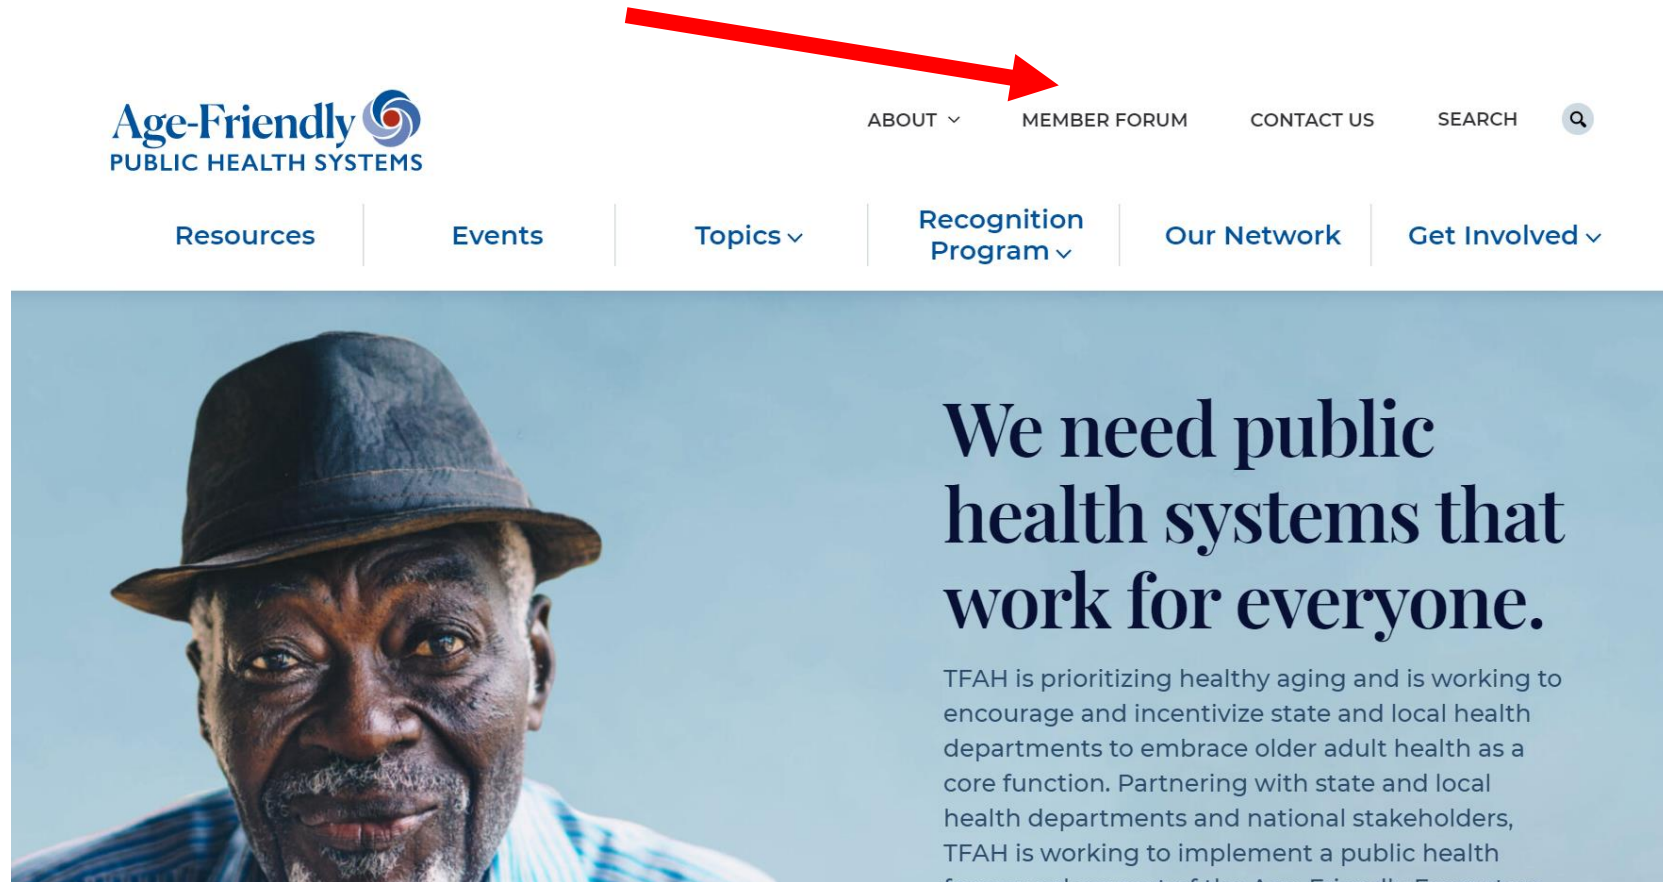 Age-Friendly
PUBLIC HEALTH SYSTEMS
ABOUT
MEMBER FORUM
CONTACT US
SEARCH
Resources
Events
Topics
Recognition
Program
Our Network
Get Involved
We need public
health systems that
work for everyone.
TFAH is prioritizing healthy aging and is working to
encourage and incentivize state and local health
departments to embrace older adult health as a
core function. Partnering with state and local
health departments and national stakeholders,
TFAH is working to implement a public health